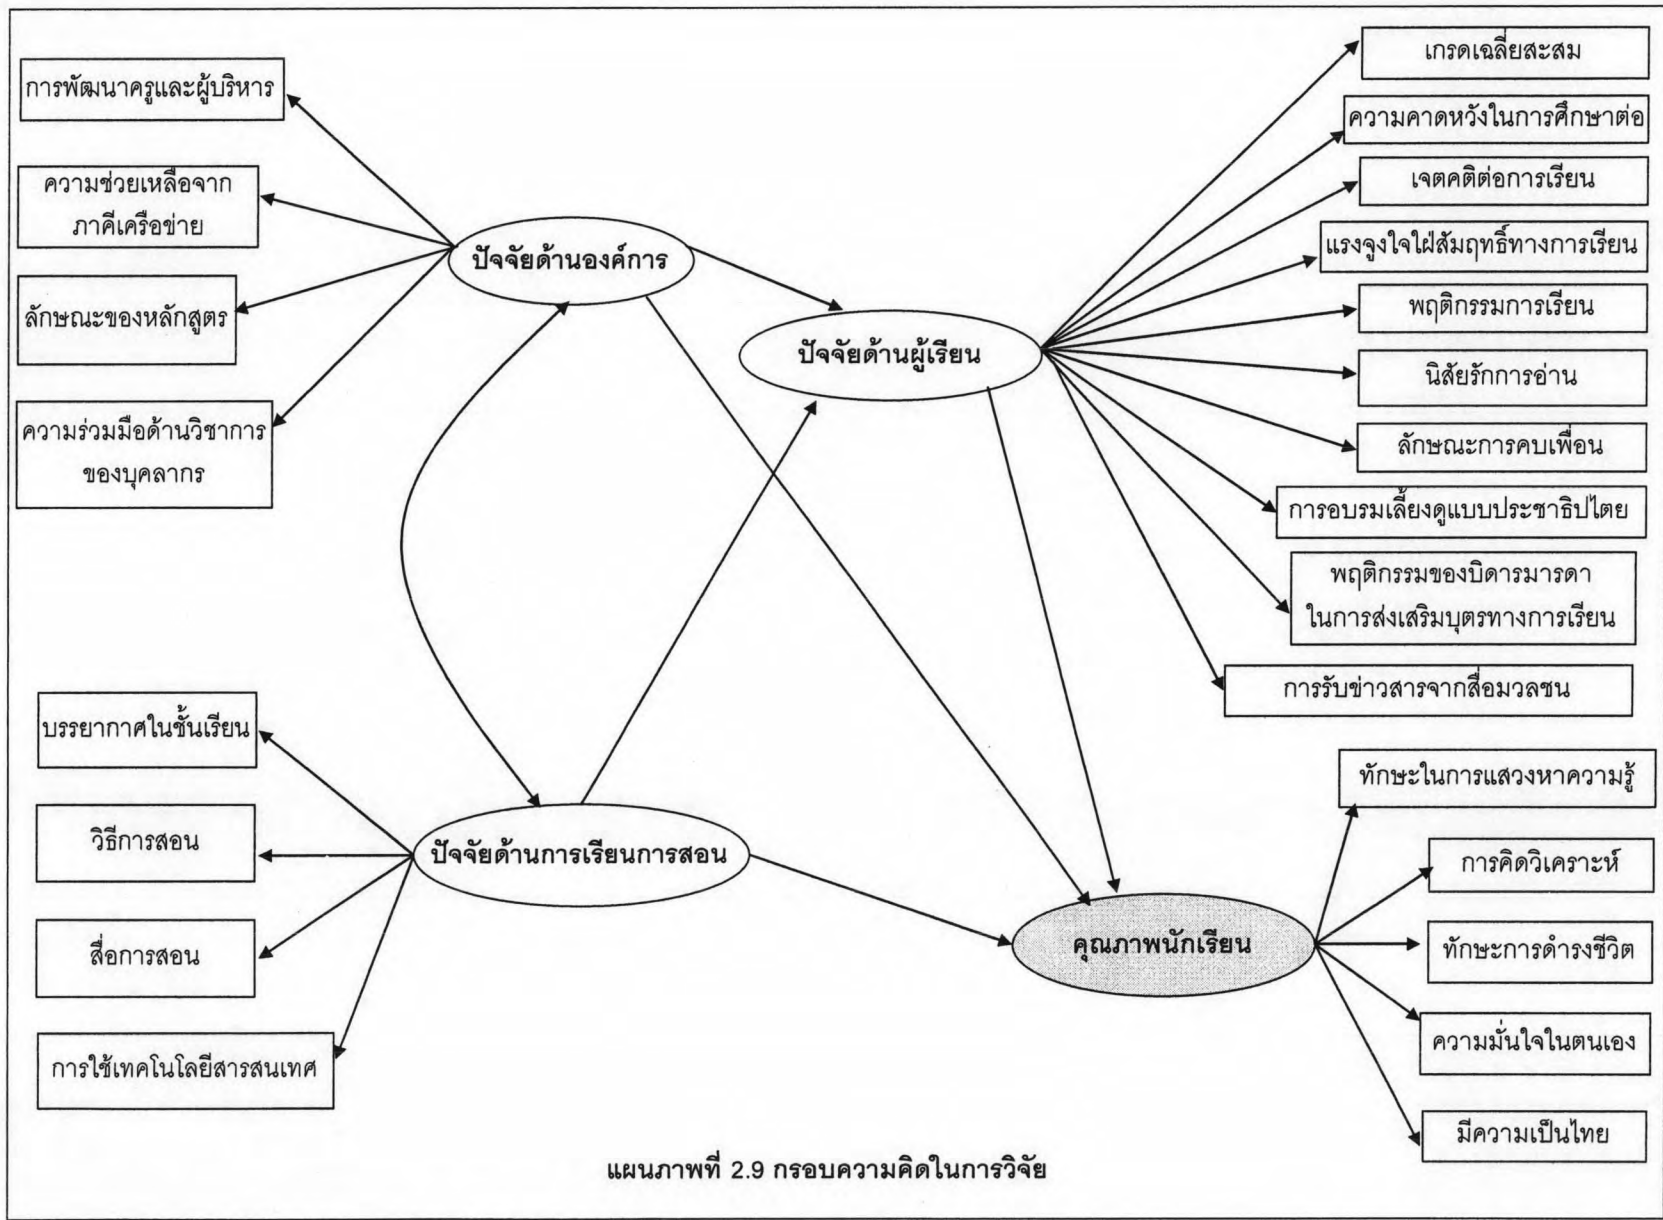 การพัฒนาครูและผู้บริหาร
ความช่วยเหลือจาก
ภาคีเครือข่าย
ลักษณะของหลักสูตร
ความร่วมมือด้านวิชาการ
ของบุคลากร
ปัจจัยด้านองค์การ
ปัจจัยด้านผู้เรียน
เกรดเฉลี่ยสะสม
ความคาดหวังในการศึกษาต่อ
เจตคติต่อการเรียน
แรงจูงใจใฝ่สัมฤทธิ์ทางการเรียน
พฤติกรรมการเรียน
นิสัยรักการอ่าน
ลักษณะการคบเพื่อน
การอบรมเลี้ยงดูแบบประชาธิปไตย
พฤติกรรมของบิดารมารดา
ในการส่งเสริมบุตรทางการเรียน
การรับข่าวสารจากสื่อมวลชน
บรรยากาศในชั้นเรียน
วิธีการสอน
สื่อการสอน
การใช้เทคโนโลยีสารสนเทศ
ปัจจัยด้านการเรียนการสอน
คุณภาพนักเรียน
ทักษะในการแสวงหาความรู้
การคิดวิเคราะห์
ทักษะการดำรงชีวิต
ความมั่นใจในตนเอง
มีความเป็นไทย
แผนภาพที่ 2.9 กรอบความคิดในการวิจัย